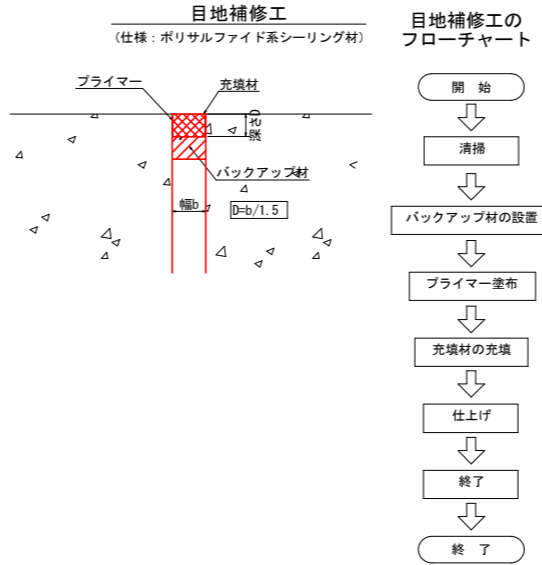 目地補修工
(仕様：ポリサルファイド系シーリング材)
プライマー
充填材
深さD
バックアップ材
幅b
D=b/1.5
目地補修工の
フローチャート
開 始
清掃
バックアップ材の設置
プライマー塗布
充填材の充填
仕上げ
終了
終 了